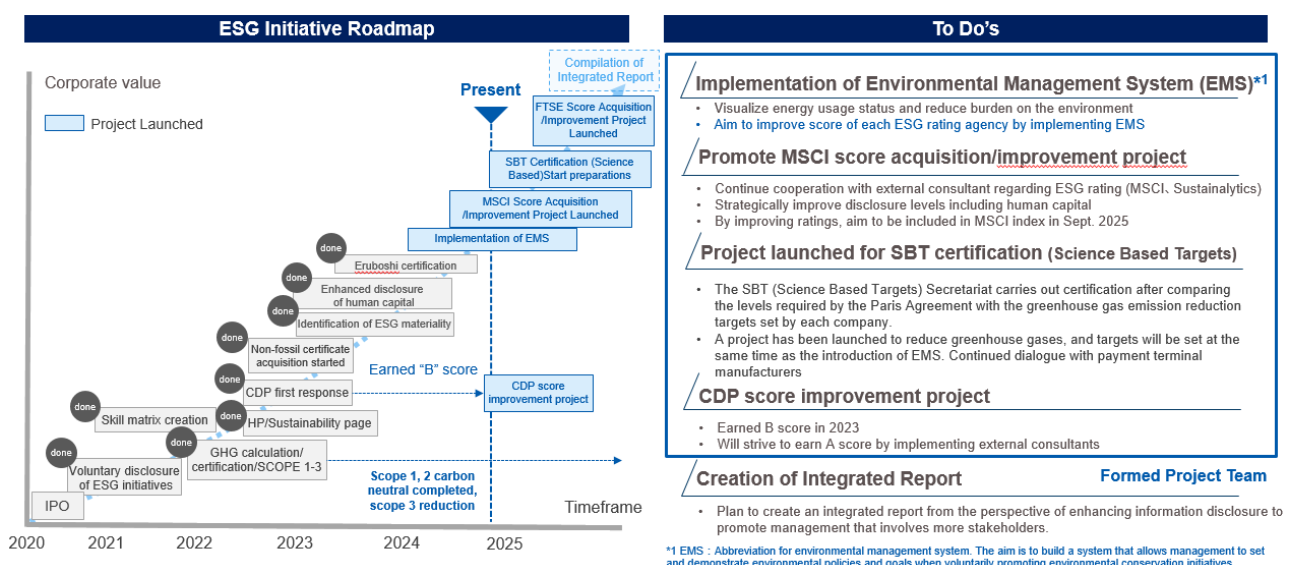 ESG Initiative Roadmap
Corporate value
Project Launched
Present
Compilation of
Integrated Report
FTSE Score Acquisition
/Improvement Project
Launched
SBT Certification (Science
Based)Start preparations
MSCI Score Acquisition
/Improvement Project Launched
Implementation of EMS
done
Eruboshi certification
done
Enhanced disclosure
of human capital
done
Identification of ESG materiality
done
Non-fossil certificate
acquisition started
Earned “B” score
done
CDP first response
CDP score
improvement project
done
Skill matrix creation
done
HP/Sustainability page
done
GHG calculation/
certification/SCOPE 1-3
done
Voluntary disclosure
of ESG initiatives
Scope 1, 2 carbon
neutral completed,
scope 3 reduction
IPO
Timeframe
2020 2021 2022 2023 2024 2025
To Do’s
Implementation of Environmental Management System (EMS)*1
• Visualize energy usage status and reduce burden on the environment
• Aim to improve score of each ESG rating agency by implementing EMS
Promote MSCI score acquisition/improvement project
• Continue cooperation with external consultant regarding ESG rating (MSCI、Sustainalytics)
• Strategically improve disclosure levels including human capital
• By improving ratings, aim to be included in MSCI index in Sept. 2025
Project launched for SBT certification (Science Based Targets)
• The SBT (Science Based Targets) Secretariat carries out certification after comparing
the levels required by the Paris Agreement with the greenhouse gas emission reduction
targets set by each company.
• A project has been launched to reduce greenhouse gases, and targets will be set at the
same time as the introduction of EMS. Continued dialogue with payment terminal
manufacturers
CDP score improvement project
• Earned B score in 2023
• Will strive to earn A score by implementing external consultants
Creation of Integrated Report
Formed Project Team
• Plan to create an integrated report from the perspective of enhancing information disclosure to
promote management that involves more stakeholders.
*1 EMS : Abbreviation for environmental management system. The aim is to build a system that allows management to set
and demonstrate environmental policies and goals when voluntarily promoting environmental conservation initiatives